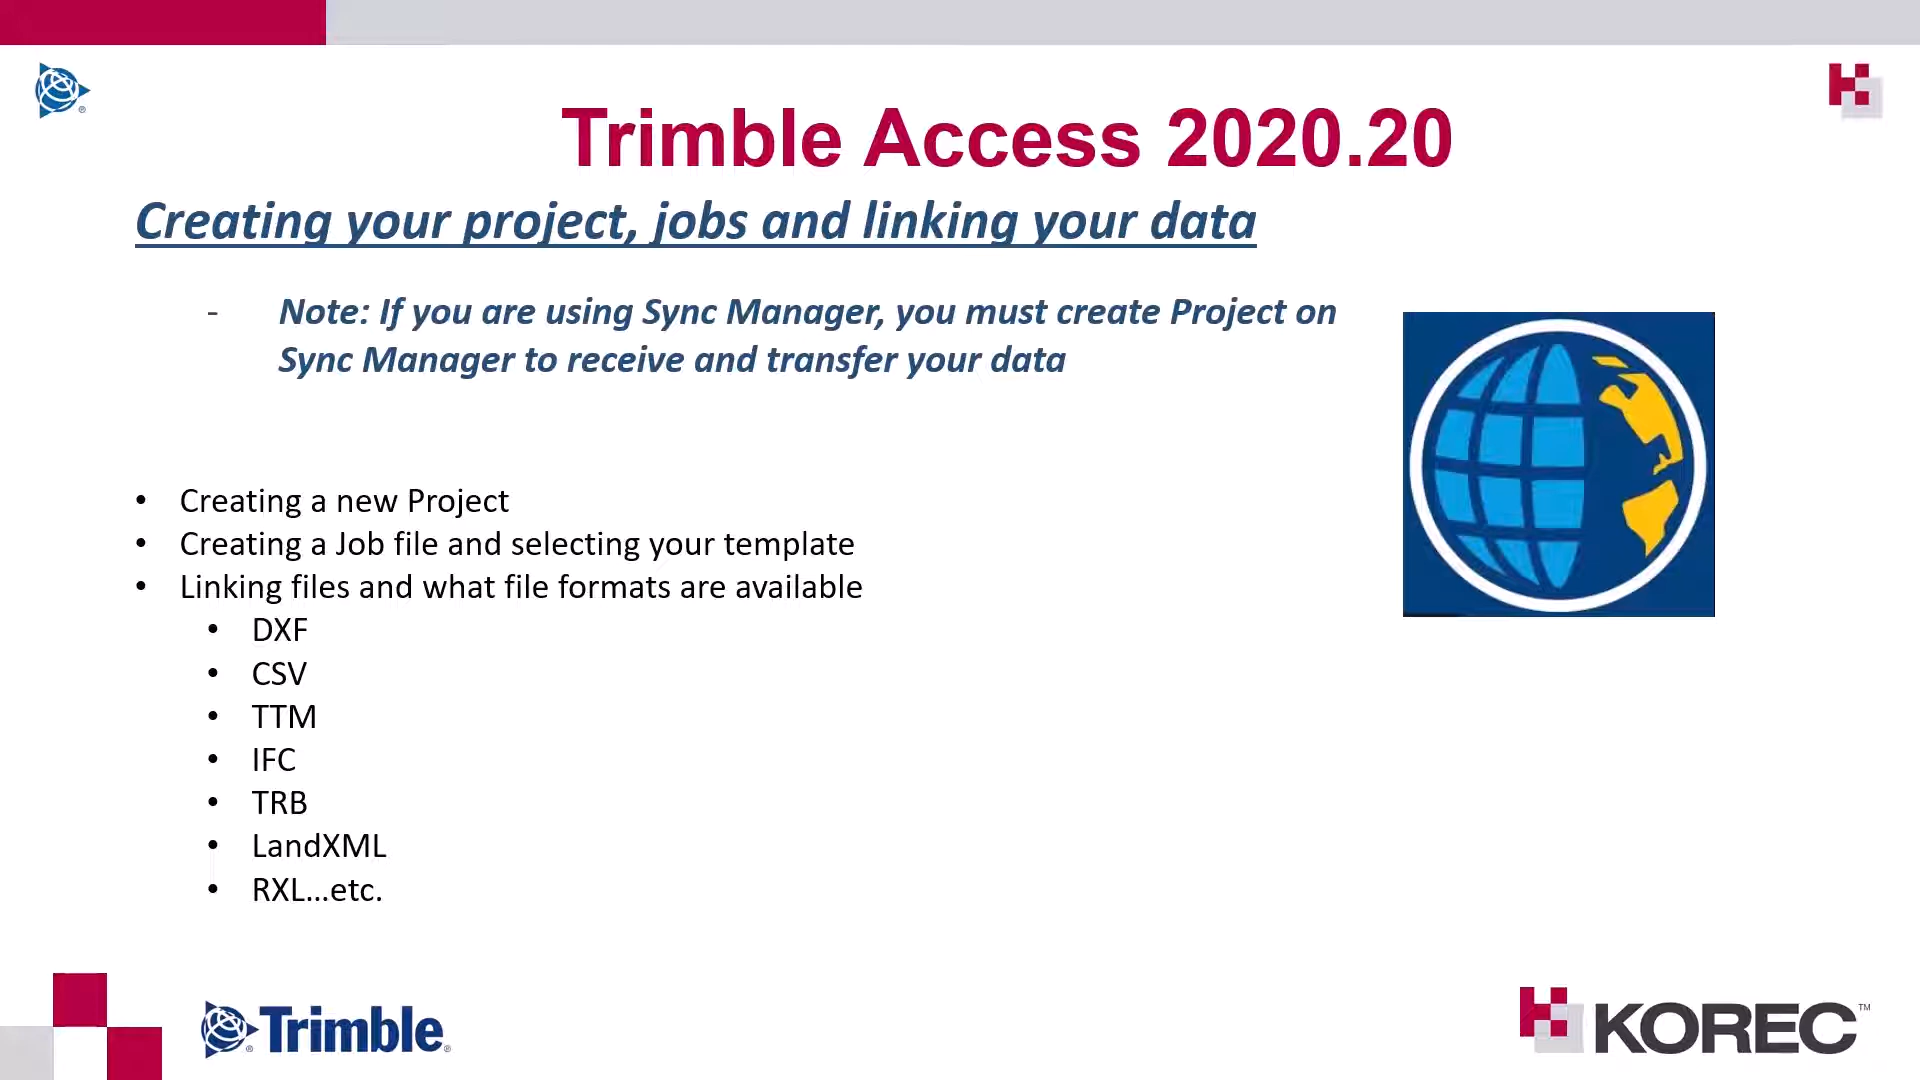 Trimble Access 2020.20
Creating your project, jobs and linking your data
- Note: If you are using Sync Manager, you must create Project on
Sync Manager to receive and transfer your data
• Creating a new Project
• Creating a Job file and selecting your template
• Linking files and what file formats are available
• DXF
• CSV
• TTM
• IFC
• TRB
• LandXML
• RXL...etc.
Trimble®
KOREC™